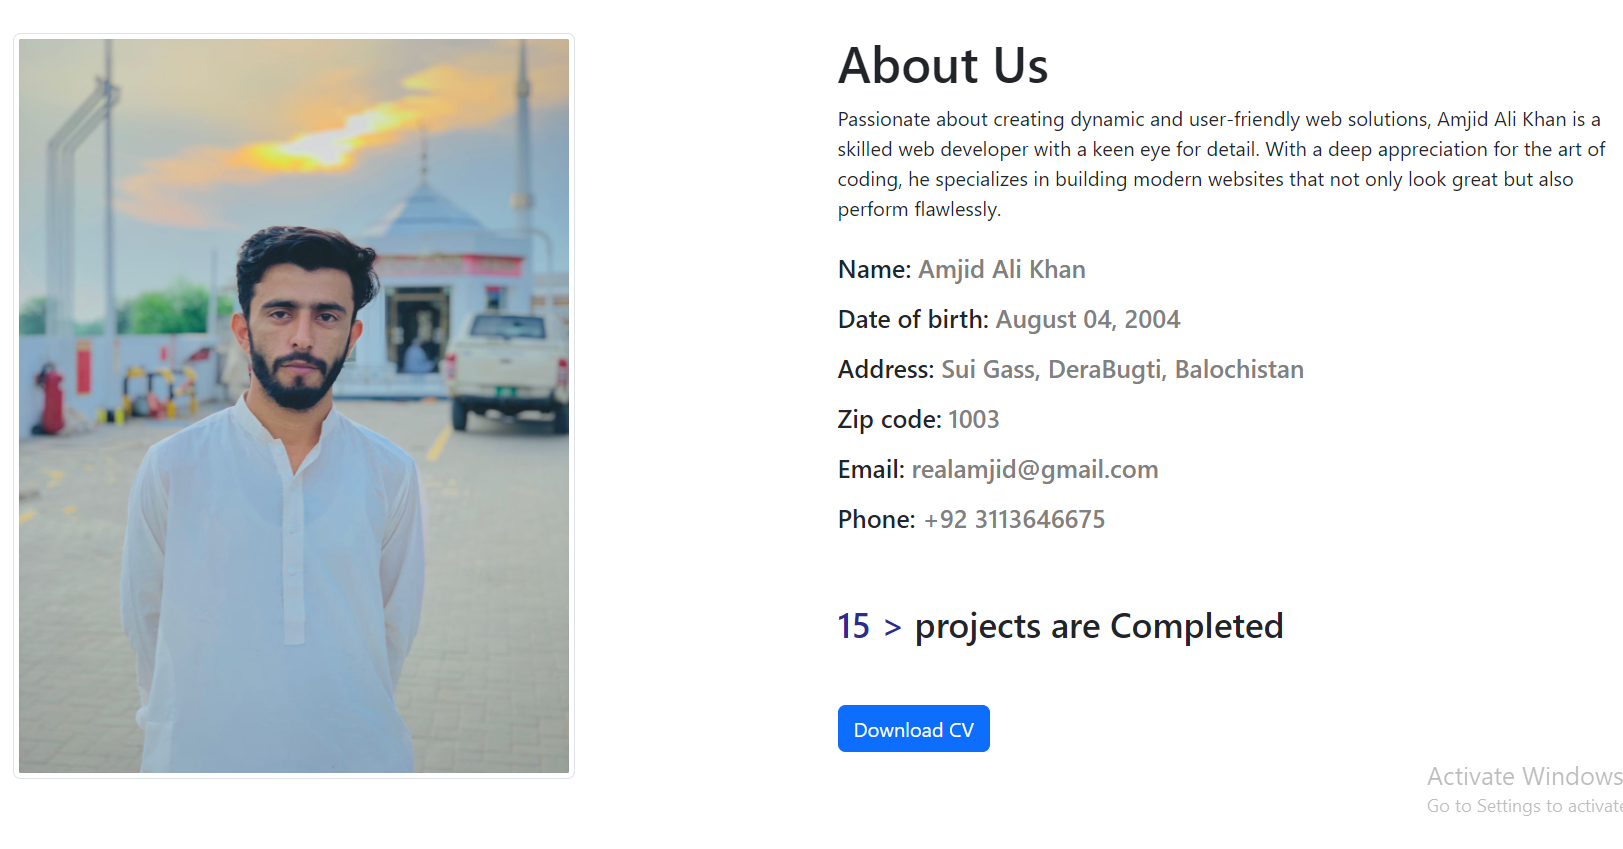 About Us
Passionate about creating dynamic and user-friendly web solutions, Amjid Ali Khan is a
skilled web developer with a keen eye for detail. With a deep appreciation for the art of
coding, he specializes in building modern websites that not only look great but also
perform flawlessly.
Name: Amjid Ali Khan
Date of birth: August 04, 2004
Address: Sui Gass, DeraBugti, Balochistan
Zip code: 1003
Email: realamjid@gmail.com
Phone: +92 3113646675
15 > projects are Completed
Download CV
Activate Windows
Go to Settings to activate